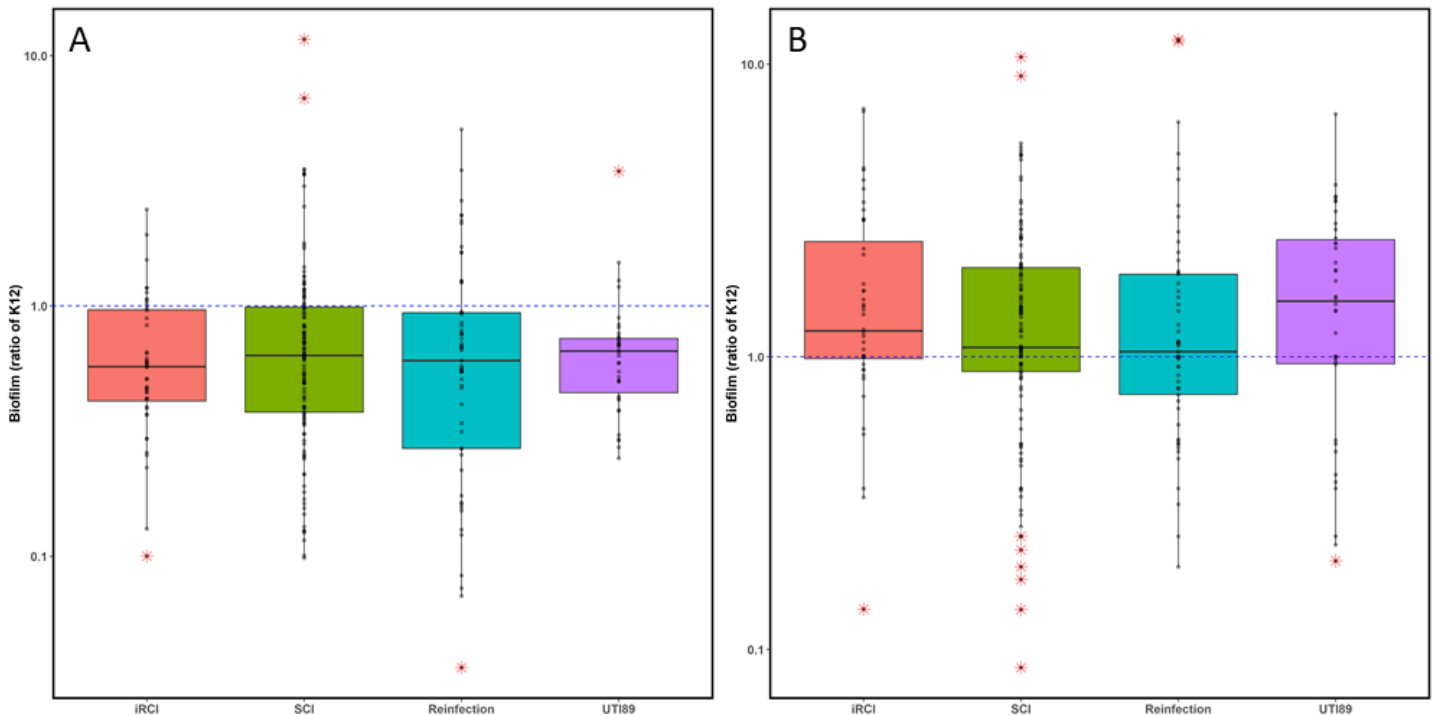 A
Biofilm (ratio of K12)
10.0
1.0
0.1
iRCI SCI Reinfection UTI89
B
Biofilm (ratio of K12)
10.0
1.0
0.1
iRCI SCI Reinfection UTI89